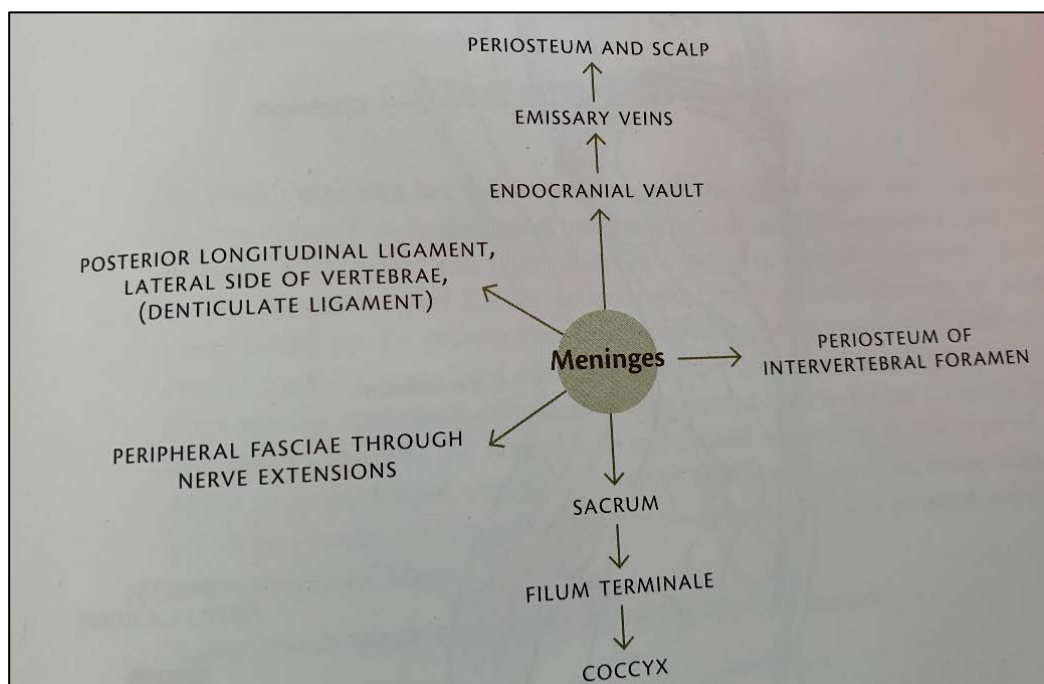 PERIOSTEUM AND SCALP
EMISSARY VEINS
ENDOCRANIAL VAULT
POSTERIOR LONGITUDINAL LIGAMENT,
LATERAL SIDE OF VERTEBRAE,
(DENTICULATE LIGAMENT)
Meninges
PERIOSTEUM OF
INTERVERTEBRAL FORAMEN
PERIPHERAL FASCIAE THROUGH
NERVE EXTENSIONS
SACRUM
FILUM TERMINALE
COCCYX